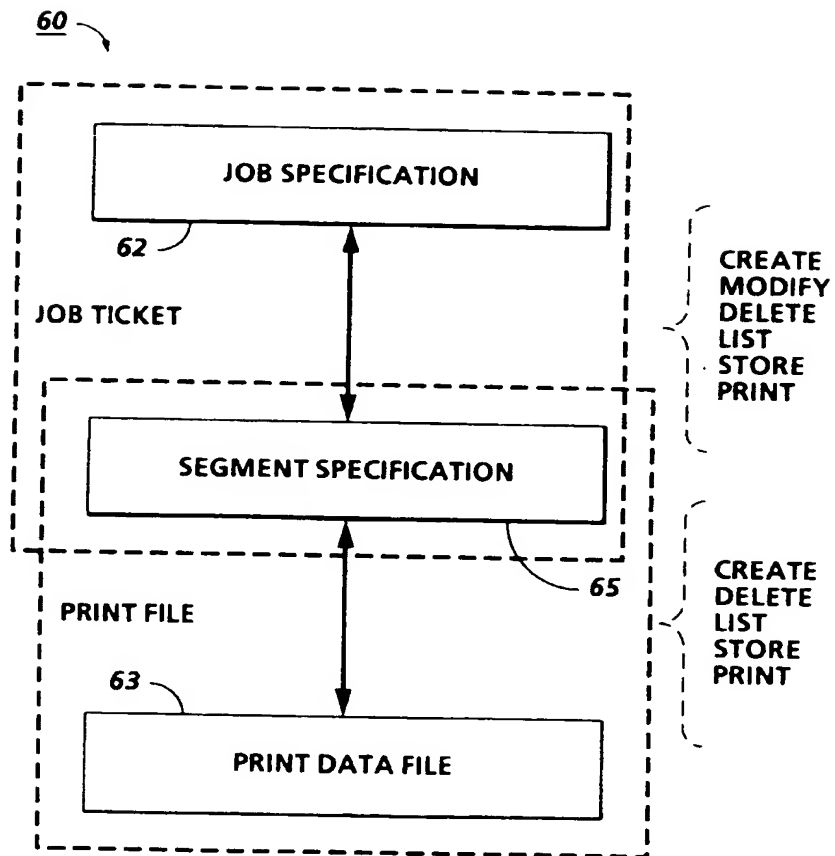 60
JOB SPECIFICATION
62
JOB TICKET
CREATE
MODIFY
DELETE
LIST
STORE
PRINT
SEGMENT SPECIFICATION
65
PRINT FILE
CREATE
DELETE
LIST
STORE
PRINT
63
PRINT DATA FILE